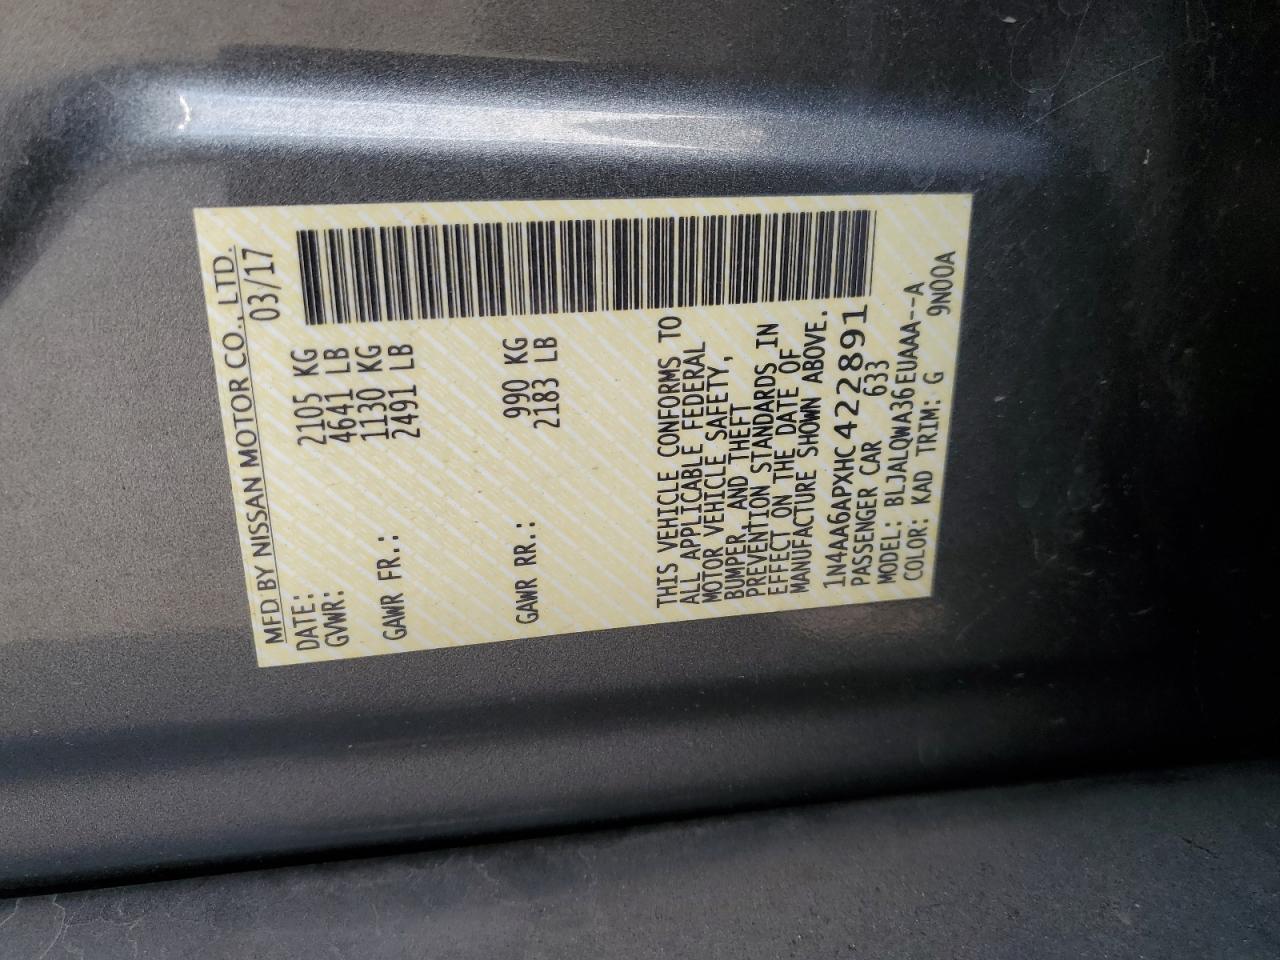 MFD BY NISSAN MOTOR CO., LTD.
DATE: 03/17
GVWR: 2105 KG
4641 LB
GAWR FR.: 1130 KG
2491 LB
GAWR RR.: 990 KG
2183 LB
THIS VEHICLE CONFORMS TO
ALL APPLICABLE FEDERAL
MOTOR VEHICLE SAFETY,
BUMPER, AND THEFT
PREVENTION STANDARDS IN
EFFECT ON THE DATE OF
MANUFACTURE SHOWN ABOVE.
1N4AA6APXHC422891
PASSENGER CAR 633
MODEL: BLJALQWA36EUAAA--A
COLOR: KAD TRIM: G 9N00A